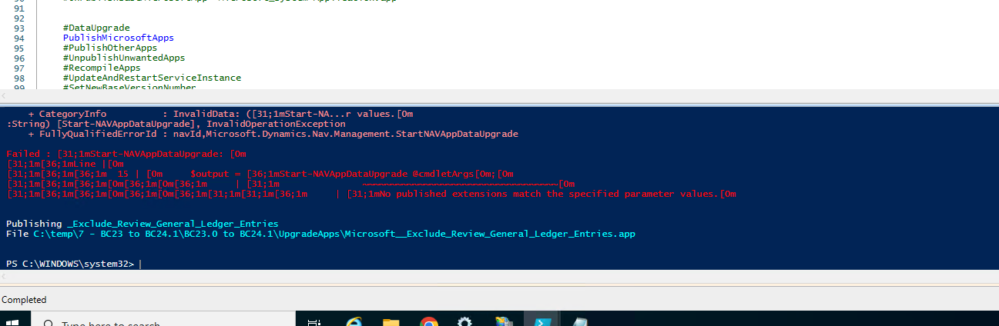 91
92
93 #DataUpgrade
94 PublishMicrosoftApps
95 #PublishOtherApps
96 #UnpublishUnwantedApps
97 #RecompileApps
98 #UpdateAndRestartServiceInstance
99 #SetNewBaseVersionNumber
    + CategoryInfo          : InvalidData: ([31;1mStart-NA...r values.[0m
:String) [Start-NAVAppDataUpgrade], InvalidOperationException
    + FullyQualifiedErrorId : navId,Microsoft.Dynamics.Nav.Management.StartNAVAppDataUpgrade
Failed : [31;1mStart-NAVAppDataUpgrade: [0m
[31;1m[36;1mLine |[0m
[31;1m[36;1m[36;1m  15 | [0m     $output = [36;1mStart-NAVAppDataUpgrade @cmdletArgs[0m;[0m
[31;1m[36;1m[36;1m[0m[36;1m[0m[36;1m     | [31;1m               ~~~~~~~~~~~~~~~~~~~~~~~~~~~~~~~~~~~[0m
[31;1m[36;1m[36;1m[0m[36;1m[0m[36;1m[31;1m[31;1m[36;1m     | [31;1mNo published extensions match the specified parameter values.[0m
Publishing _Exclude_Review_General_Ledger_Entries
File C:\temp\7 - BC23 to BC24.1\BC23.0 to BC24.1\UpgradeApps\Microsoft__Exclude_Review_General_Ledger_Entries.app
PS C:\WINDOWS\system32>
Completed
Type here to search